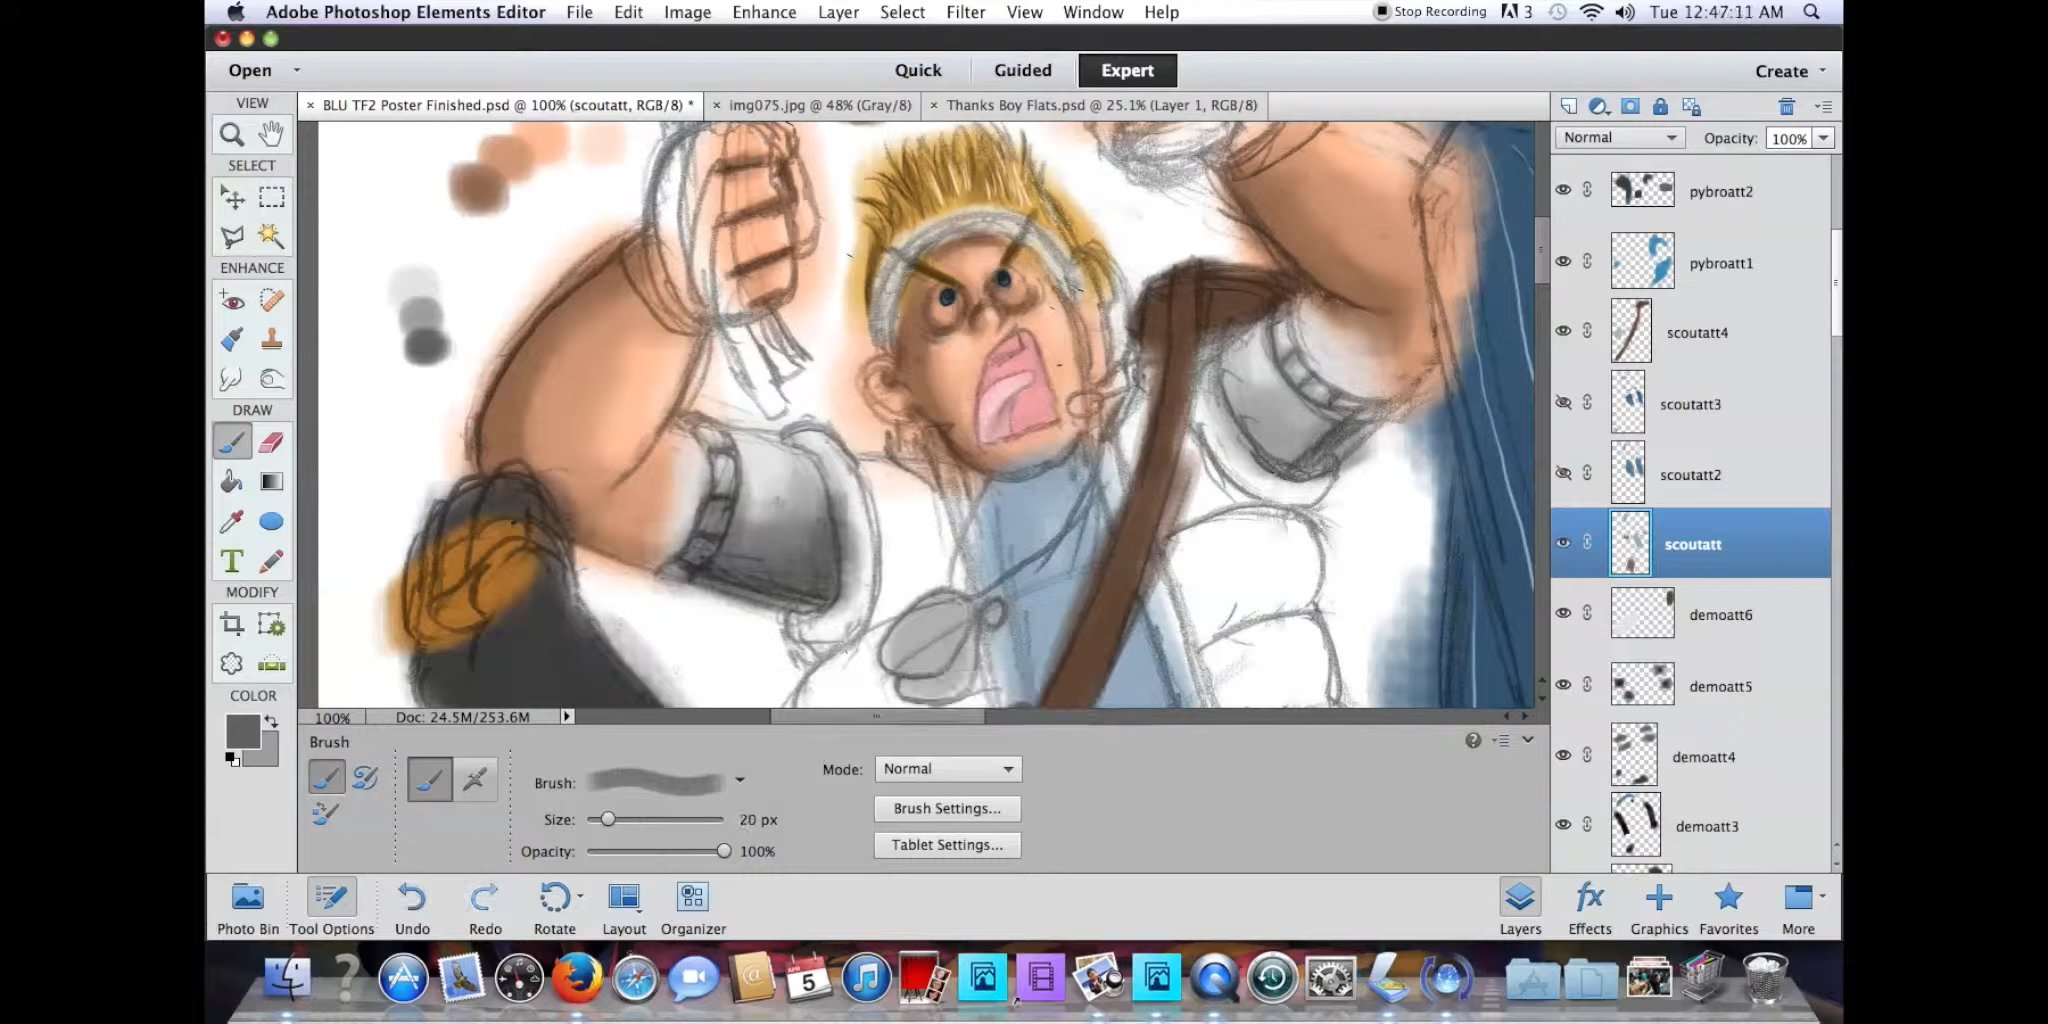 Adobe Photoshop Elements Editor File Edit Image Enhance Layer Select Filter View Window Help Stop Recording 3 Tue 12:47:11 AM
Open Quick Guided Expert Create
VIEW × BLU TF2 Poster Finished.psd @ 100% (scoutatt, RGB/8) * × img075.jpg @ 48% (Gray/8) × Thanks Boy Flats.psd @ 25.1% (Layer 1, RGB/8)
Normal Opacity: 100%
SELECT
pybroatt2
ENHANCE
pybroatt1
scoutatt4
DRAW
scoutatt3
scoutatt2
scoutatt
T
MODIFY
demoatt6
demoatt5
COLOR
100% Doc: 24.5M/253.6M
Brush
demoatt4
Mode: Normal
Brush:
Brush Settings...
Size: 20 px
demoatt3
Tablet Settings...
Opacity: 100%
fx
Photo Bin Tool Options Undo Redo Rotate Layout Organizer Layers Effects Graphics Favorites More
APR
5